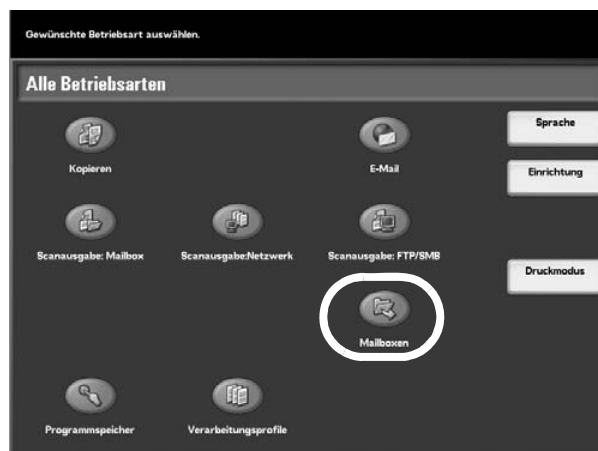 Gewünschte Betriebsart auswählen.
Alle Betriebsarten
Kopieren
E-Mail
Sprache
Einrichtung
Scanausgabe: Mailbox
Scanausgabe:Netzwerk
Scanausgabe: FTP/SMB
Druckmodus
Mailboxen
Programmspeicher
Verarbeitungsprofile